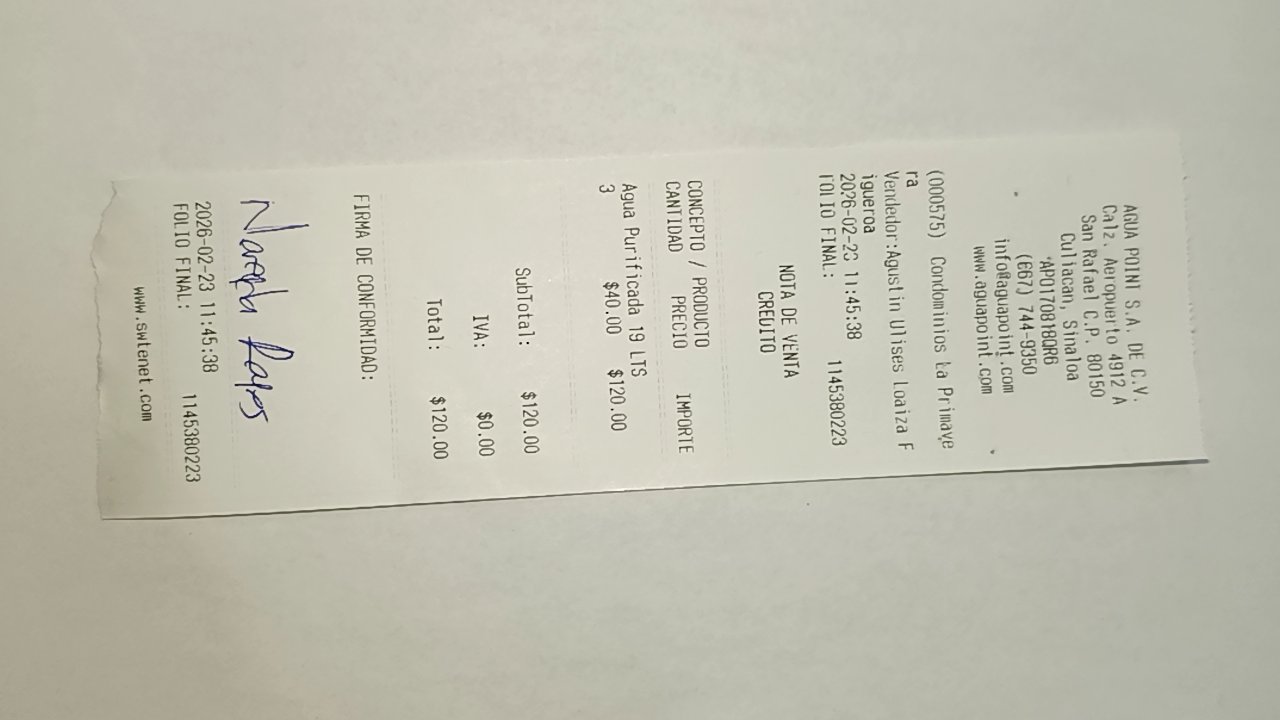 AGUA POINT S.A. DE C.V.
Calz. Aeropuerto 4912 A
San Rafael C.P. 80150
Culiacan, Sinaloa
*APO170818QR6
(667) 744-9350
info@aguapoint.com
www.aguapoint.com
(000575) Condominios La Primave
ra
Vendedor:Agustin Ulises Loaiza F
igueroa
2026-02-23 11:45:38
FOLIO FINAL: 1145380223
NOTA DE VENTA
CREDITO
CONCEPTO / PRODUCTO
CANTIDAD PRECIO IMPORTE
Agua Purificada 19 LTS
3 $40.00 $120.00
SubTotal: $120.00
IVA: $0.00
Total: $120.00
FIRMA DE CONFORMIDAD:
2026-02-23 11:45:38
FOLIO FINAL: 1145380223
www.swtenet.com